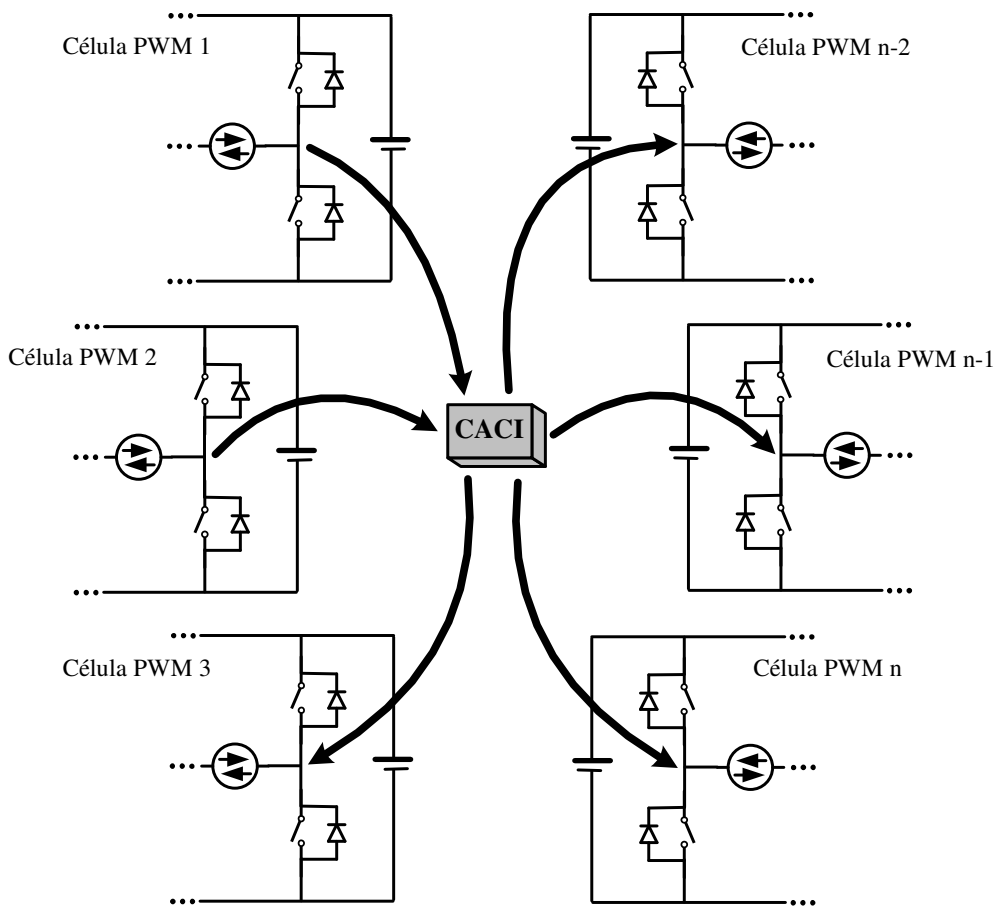 Célula PWM 1
Célula PWM n-2
Célula PWM 2
Célula PWM n-1
CACI
Célula PWM 3
Célula PWM n